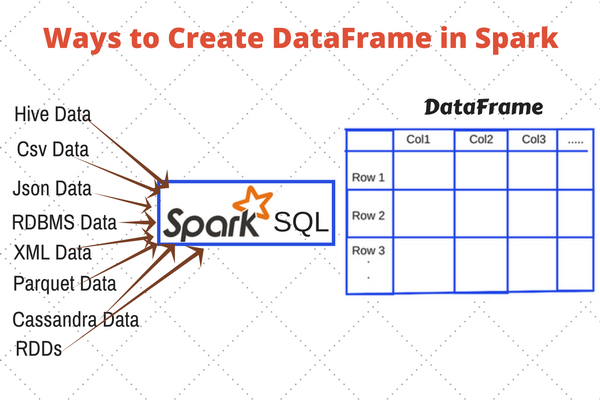 Ways to Create DataFrame in Spark
Hive Data
Csv Data
Json Data
RDBMS Data
XML Data
Parquet Data
Cassandra Data
RDDs
Spark SQL
DataFrame
Col1 Col2 Col3 .....
Row 1
Row 2
Row 3
.
.